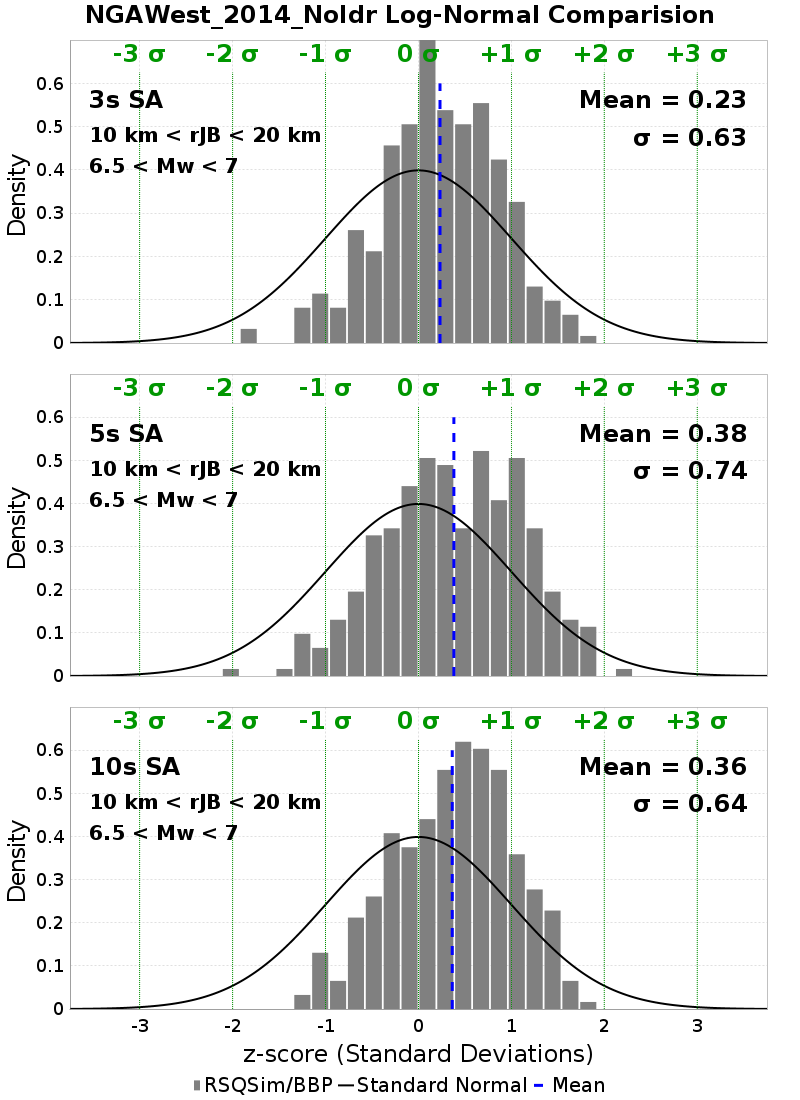 NGAWest_2014_NoIdr Log-Normal Comparision
-3 σ -2 σ -1 σ 0 σ +1 σ +2 σ +3 σ
3s SA
Mean = 0.23
10 km < rJB < 20 km
σ = 0.63
6.5 < Mw < 7
Density
0.6
0.5
0.4
0.3
0.2
0.1
0
-3 σ -2 σ -1 σ 0 σ +1 σ +2 σ +3 σ
5s SA
Mean = 0.38
10 km < rJB < 20 km
σ = 0.74
6.5 < Mw < 7
Density
0.6
0.5
0.4
0.3
0.2
0.1
0
-3 σ -2 σ -1 σ 0 σ +1 σ +2 σ +3 σ
10s SA
Mean = 0.36
10 km < rJB < 20 km
σ = 0.64
6.5 < Mw < 7
Density
0.6
0.5
0.4
0.3
0.2
0.1
0
-3 -2 -1 0 1 2 3
z-score (Standard Deviations)
RSQSim/BBP Standard Normal Mean